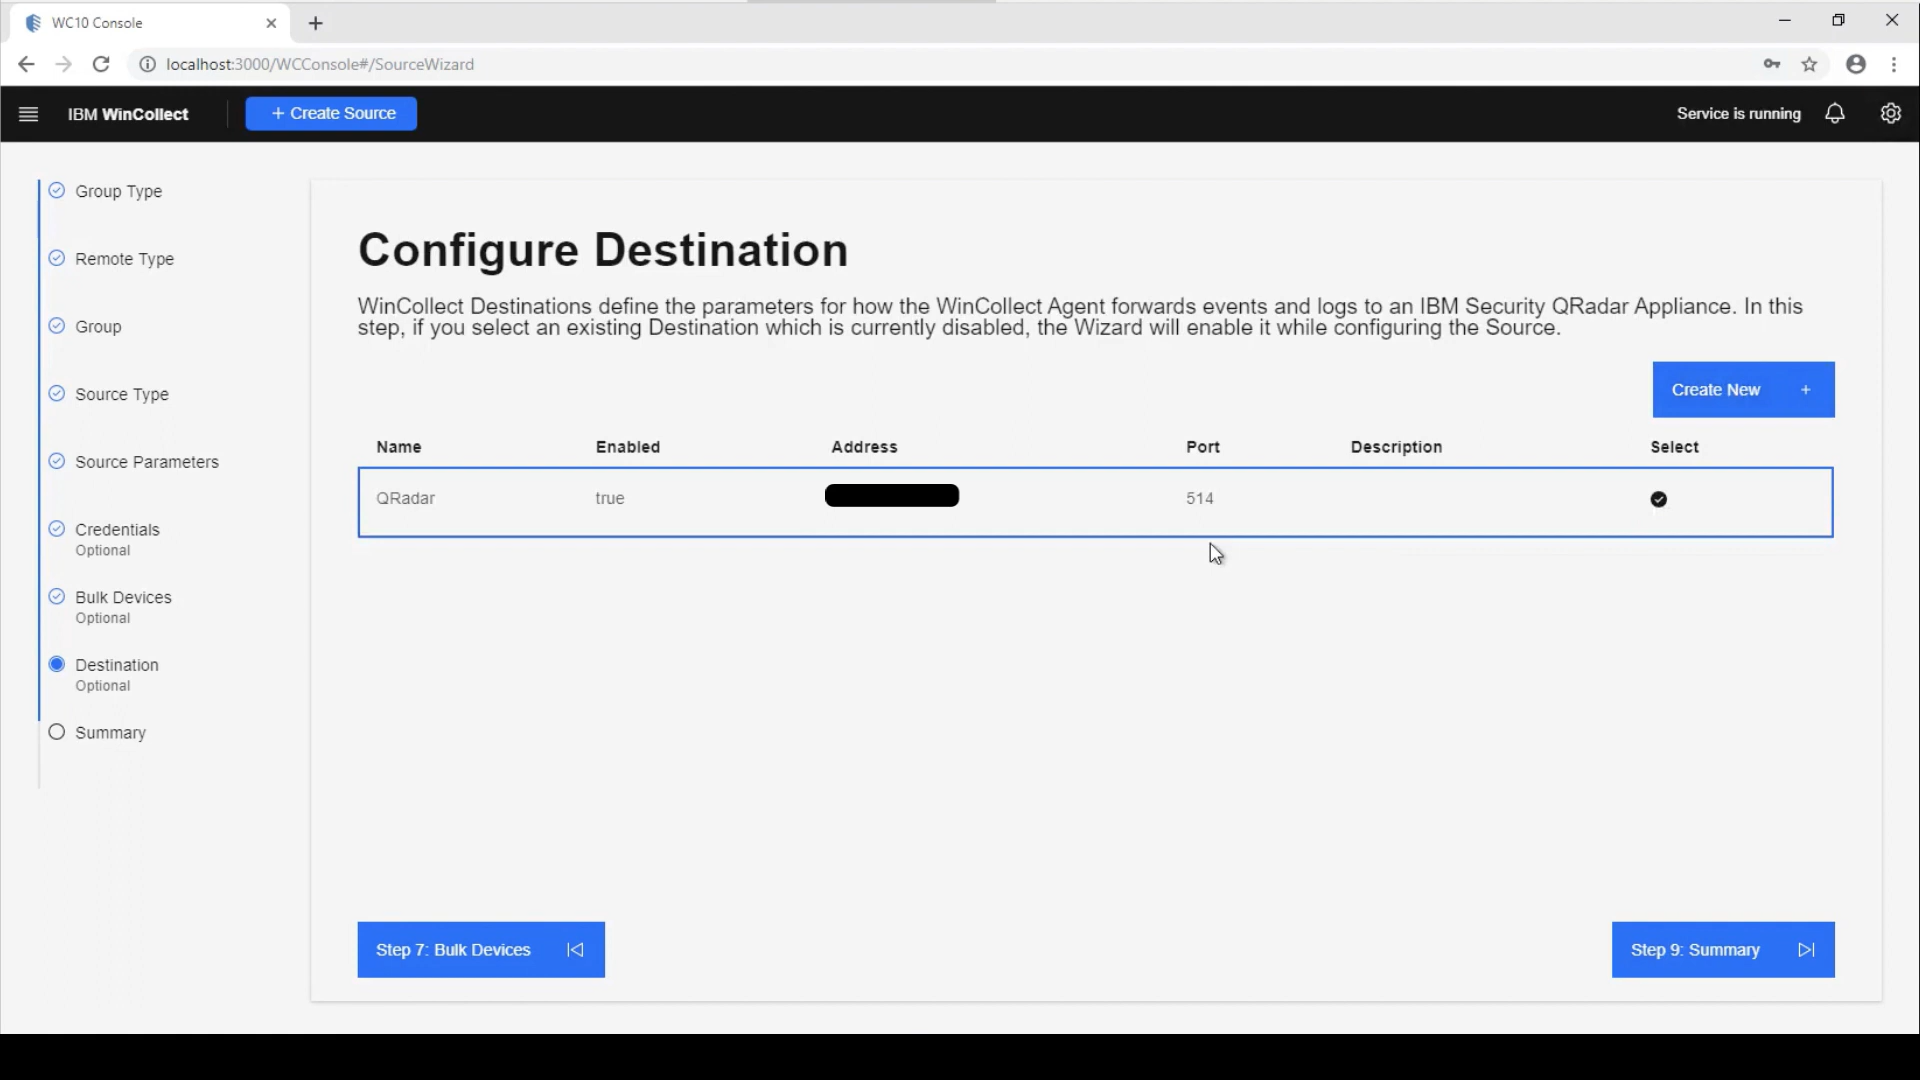 WC10 Console
localhost:3000/WCConsole#/SourceWizard
IBM WinCollect
+ Create Source
Service is running
Group Type
Remote Type
Group
Source Type
Source Parameters
Credentials
Optional
Bulk Devices
Optional
Destination
Optional
Summary
Configure Destination
WinCollect Destinations define the parameters for how the WinCollect Agent forwards events and logs to an IBM Security QRadar Appliance. In this
step, if you select an existing Destination which is currently disabled, the Wizard will enable it while configuring the Source.
Create New +
Name Enabled Address Port Description Select
QRadar true 514
Step 7: Bulk Devices
Step 9: Summary